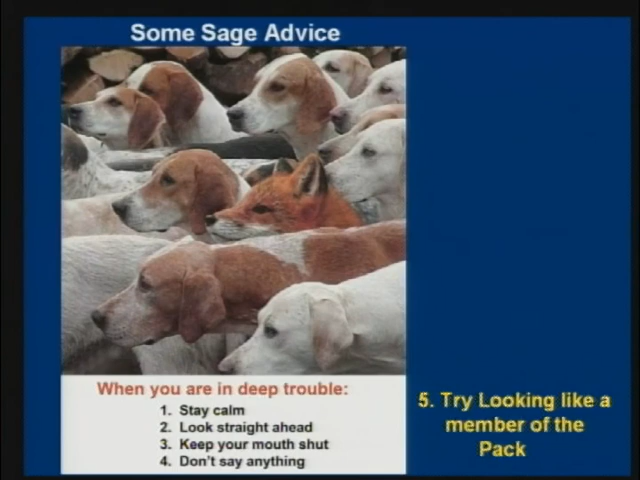 Some Sage Advice
When you are in deep trouble:
1. Stay calm
2. Look straight ahead
3. Keep your mouth shut
4. Don't say anything
5. Try Looking like a
member of the
Pack